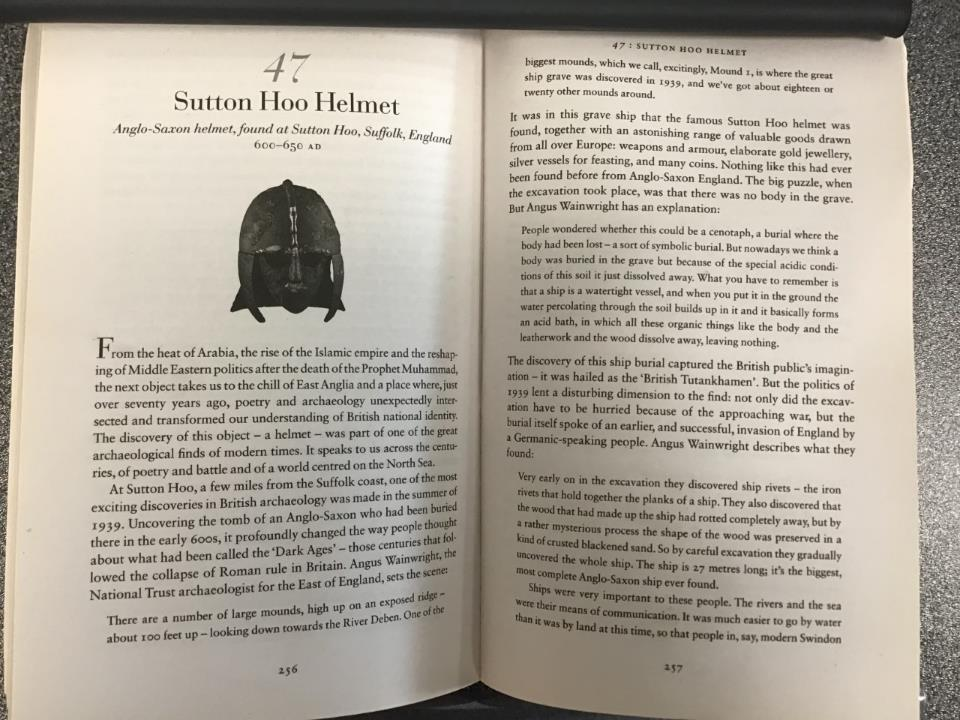 47
Sutton Hoo Helmet
Anglo-Saxon helmet, found at Sutton Hoo, Suffolk, England
600–650 AD
From the heat of Arabia, the rise of the Islamic empire and the reshap-
ing of Middle Eastern politics after the death of the Prophet Muhammad,
the next object takes us to the chill of East Anglia and a place where, just
over seventy years ago, poetry and archaeology unexpectedly inter-
sected and transformed our understanding of British national identity.
The discovery of this object – a helmet – was part of one of the great
archaeological finds of modern times. It speaks to us across the centu-
ries, of poetry and battle and of a world centred on the North Sea.
At Sutton Hoo, a few miles from the Suffolk coast, one of the most
exciting discoveries in British archaeology was made in the summer of
1939. Uncovering the tomb of an Anglo-Saxon who had been buried
there in the early 600s, it profoundly changed the way people thought
about what had been called the 'Dark Ages' – those centuries that fol-
lowed the collapse of Roman rule in Britain. Angus Wainwright, the
National Trust archaeologist for the East of England, sets the scene:
There are a number of large mounds, high up on an exposed ridge –
about 100 feet up – looking down towards the River Deben. One of the
256
47 : SUTTON HOO HELMET
biggest mounds, which we call, excitingly, Mound 1, is where the great
ship grave was discovered in 1939, and we've got about eighteen or
twenty other mounds around.
It was in this grave ship that the famous Sutton Hoo helmet was
found, together with an astonishing range of valuable goods drawn
from all over Europe: weapons and armour, elaborate gold jewellery,
silver vessels for feasting, and many coins. Nothing like this had ever
been found before from Anglo-Saxon England. The big puzzle, when
the excavation took place, was that there was no body in the grave.
But Angus Wainwright has an explanation:
People wondered whether this could be a cenotaph, a burial where the
body had been lost – a sort of symbolic burial. But nowadays we think a
body was buried in the grave but because of the special acidic condi-
tions of this soil it just dissolved away. What you have to remember is
that a ship is a watertight vessel, and when you put it in the ground the
water percolating through the soil builds up in it and it basically forms
an acid bath, in which all these organic things like the body and the
leatherwork and the wood dissolve away, leaving nothing.
The discovery of this ship burial captured the British public's imagin-
ation – it was hailed as the 'British Tutankhamen'. But the politics of
1939 lent a disturbing dimension to the find: not only did the excav-
ation have to be hurried because of the approaching war, but the
burial itself spoke of an earlier, and successful, invasion of England by
a Germanic-speaking people. Angus Wainwright describes what they
found:
Very early on in the excavation they discovered ship rivets – the iron
rivets that hold together the planks of a ship. They also discovered that
the wood that had made up the ship had rotted completely away, but by
a rather mysterious process the shape of the wood was preserved in a
kind of crusted blackened sand. So by careful excavation they gradually
uncovered the whole ship. The ship is 27 metres long; it's the biggest,
most complete Anglo-Saxon ship ever found.
Ships were very important to these people. The rivers and the sea
were their means of communication. It was much easier to go by water
than it was by land at this time, so that people in, say, modern Swindon
257